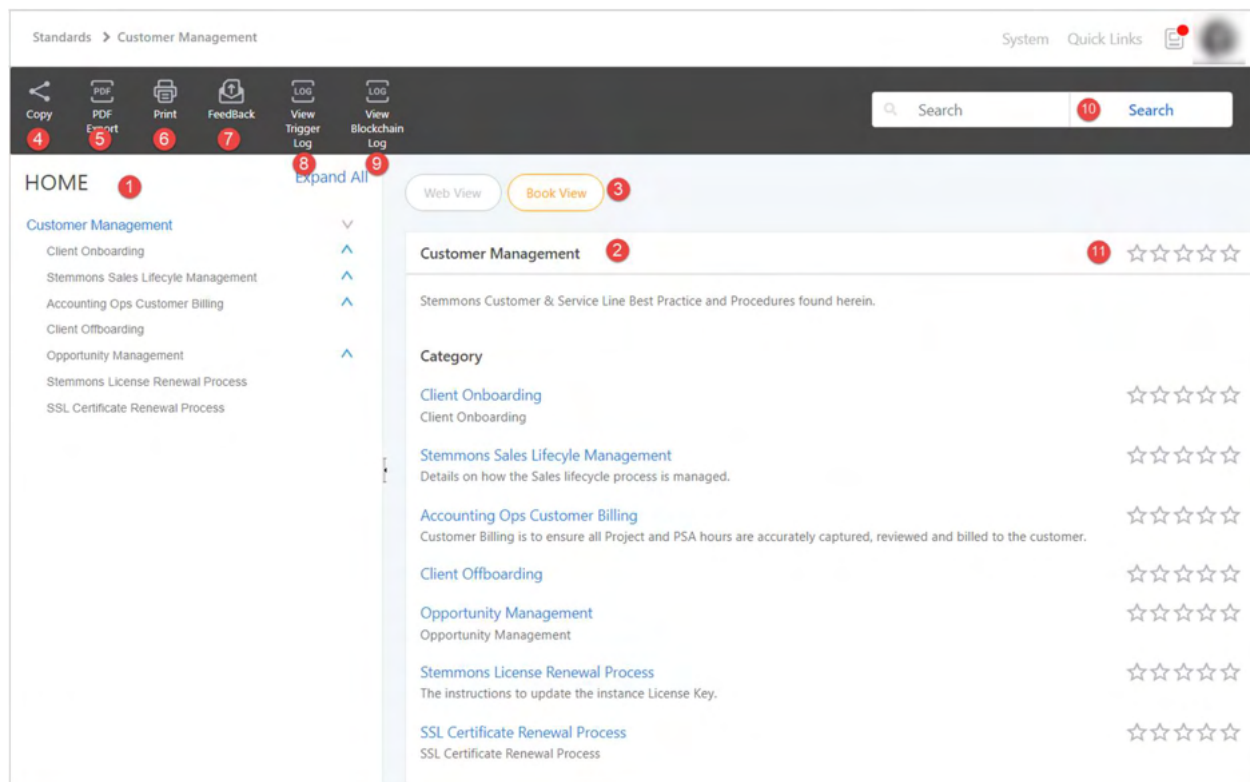 Standards > Customer Management
System Quick Links
Copy
4
PDF
PDF
Export
5
Print
6
FeedBack
7
LOG
View
Trigger
Log
8
LOG
View
Blockchain
Log
9
Search 10 Search
HOME 1 Expand All
Customer Management
Client Onboarding
Stemmons Sales Lifecyle Management
Accounting Ops Customer Billing
Client Offboarding
Opportunity Management
Stemmons License Renewal Process
SSL Certificate Renewal Process
Web View Book View 3
Customer Management 2 11
Stemmons Customer & Service Line Best Practice and Procedures found herein.
Category
Client Onboarding
Client Onboarding
Stemmons Sales Lifecyle Management
Details on how the Sales lifecycle process is managed.
Accounting Ops Customer Billing
Customer Billing is to ensure all Project and PSA hours are accurately captured, reviewed and billed to the customer.
Client Offboarding
Opportunity Management
Opportunity Management
Stemmons License Renewal Process
The instructions to update the instance License Key.
SSL Certificate Renewal Process
SSL Certificate Renewal Process